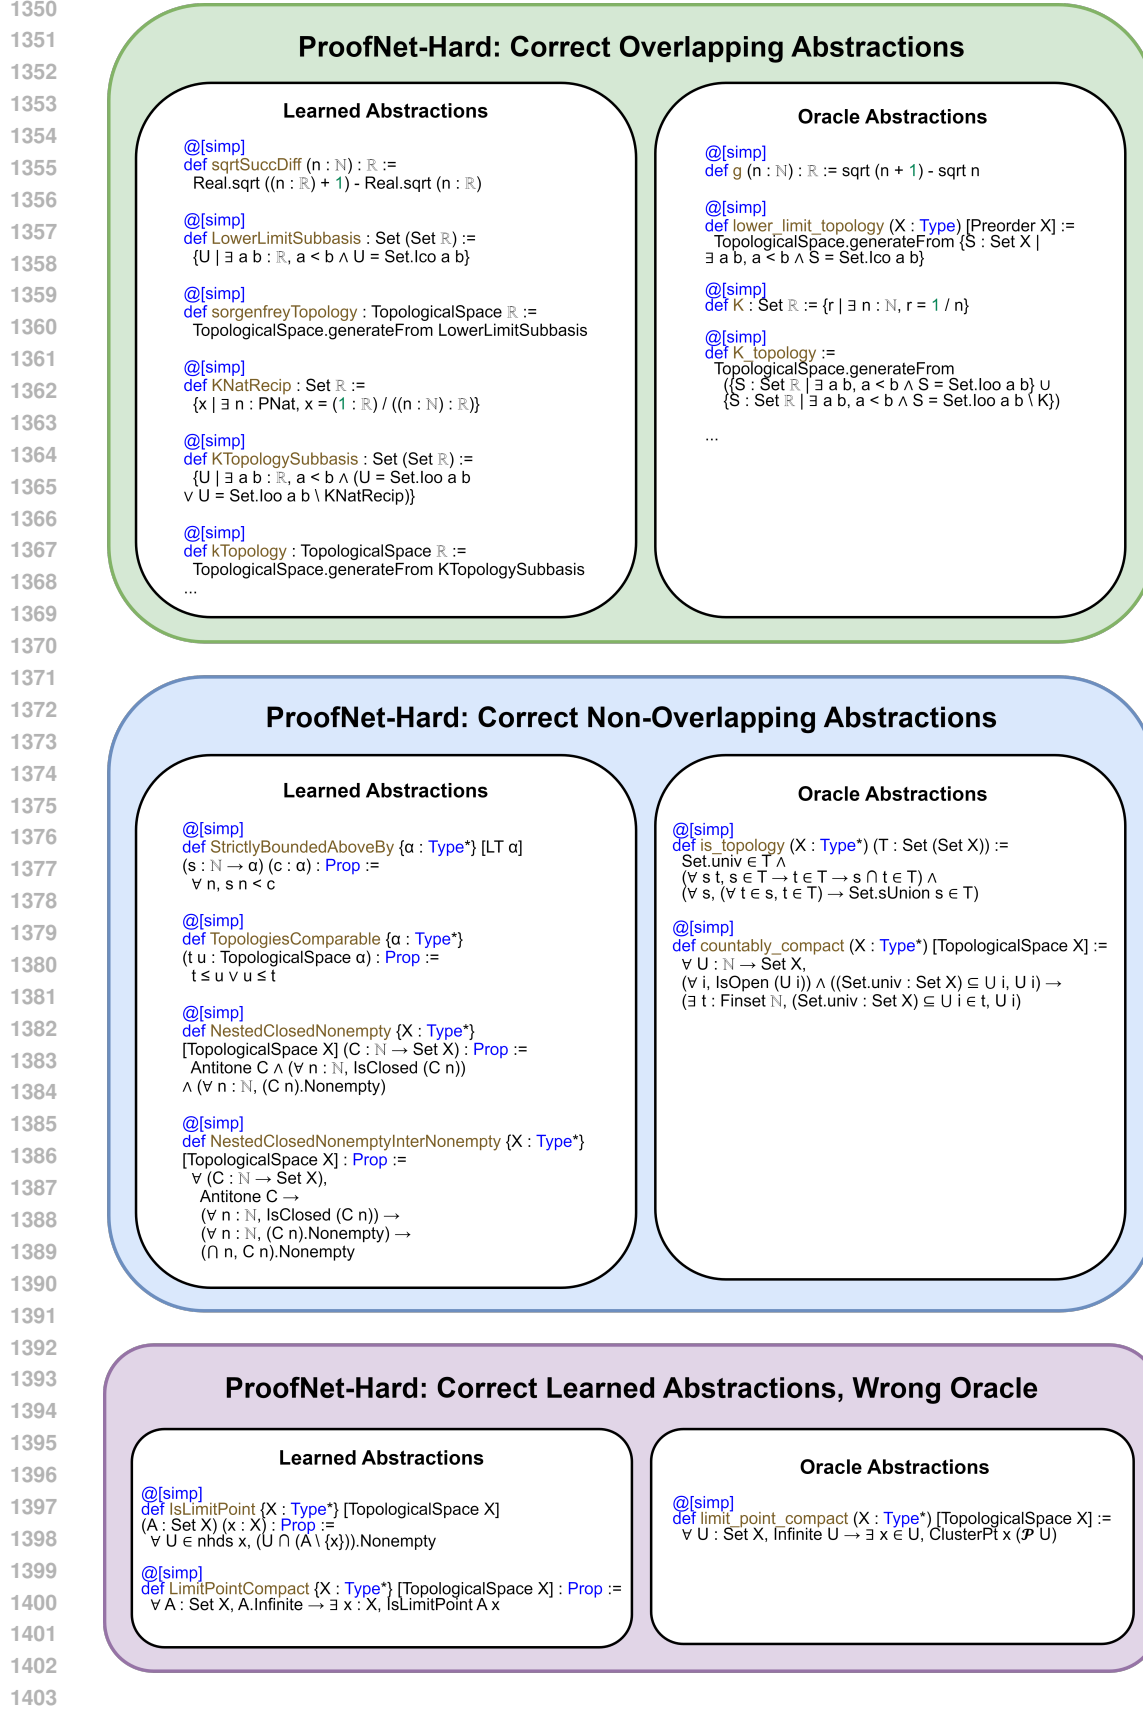 1350
1351
1352
1353
1354
1355
1356
1357
1358
1359
1360
1361
1362
1363
1364
1365
1366
1367
1368
1369
1370
1371
1372
1373
1374
1375
1376
1377
1378
1379
1380
1381
1382
1383
1384
1385
1386
1387
1388
1389
1390
1391
1392
1393
1394
1395
1396
1397
1398
1399
1400
1401
1402
1403
ProofNet-Hard: Correct Overlapping Abstractions
Learned Abstractions
@[simp]
def sqrtSuccDiff (n : ℕ) : ℝ :=
Real.sqrt ((n : ℝ) + 1) - Real.sqrt (n : ℝ)
@[simp]
def LowerLimitSubbasis : Set (Set ℝ) :=
{U | ∃ a b : ℝ, a < b ∧ U = Set.Ico a b}
@[simp]
def sorgenfreyTopology : TopologicalSpace ℝ :=
TopologicalSpace.generateFrom LowerLimitSubbasis
@[simp]
def KNatRecip : Set ℝ :=
{x | ∃ n : PNat, x = (1 : ℝ) / ((n : ℕ) : ℝ)}
@[simp]
def KTopologySubbasis : Set (Set ℝ) :=
{U | ∃ a b : ℝ, a < b ∧ (U = Set.Ioo a b
∨ U = Set.Ioo a b \ KNatRecip)}
@[simp]
def kTopology : TopologicalSpace ℝ :=
TopologicalSpace.generateFrom KTopologySubbasis
...
Oracle Abstractions
@[simp]
def g (n : ℕ) : ℝ := sqrt (n + 1) - sqrt n
@[simp]
def lower_limit_topology (X : Type) [Preorder X] :=
TopologicalSpace.generateFrom {S : Set X |
∃ a b, a < b ∧ S = Set.Ico a b}
@[simp]
def K : Set ℝ := {r | ∃ n : ℕ, r = 1 / n}
@[simp]
def K_topology :=
TopologicalSpace.generateFrom
({S : Set ℝ | ∃ a b, a < b ∧ S = Set.Ioo a b} ∪
{S : Set ℝ | ∃ a b, a < b ∧ S = Set.Ioo a b \ K})
...
ProofNet-Hard: Correct Non-Overlapping Abstractions
Learned Abstractions
@[simp]
def StrictlyBoundedAboveBy {α : Type*} [LT α]
(s : ℕ → α) (c : α) : Prop :=
∀ n, s n < c
@[simp]
def TopologiesComparable {α : Type*}
(t u : TopologicalSpace α) : Prop :=
t ≤ u ∨ u ≤ t
@[simp]
def NestedClosedNonempty {X : Type*}
[TopologicalSpace X] (C : ℕ → Set X) : Prop :=
Antitone C ∧ (∀ n : ℕ, IsClosed (C n))
∧ (∀ n : ℕ, (C n).Nonempty)
@[simp]
def NestedClosedNonemptyInterNonempty {X : Type*}
[TopologicalSpace X] : Prop :=
∀ (C : ℕ → Set X),
Antitone C →
(∀ n : ℕ, IsClosed (C n)) →
(∀ n : ℕ, (C n).Nonempty) →
(⋂ n, C n).Nonempty
Oracle Abstractions
@[simp]
def is_topology (X : Type*) (T : Set (Set X)) :=
Set.univ ∈ T ∧
(∀ s t, s ∈ T → t ∈ T → s ∩ t ∈ T) ∧
(∀ s, (∀ t ∈ s, t ∈ T) → Set.sUnion s ∈ T)
@[simp]
def countably_compact (X : Type*) [TopologicalSpace X] :=
∀ U : ℕ → Set X,
(∀ i, IsOpen (U i)) ∧ ((Set.univ : Set X) ⊆ ⋃ i, U i) →
(∃ t : Finset ℕ, (Set.univ : Set X) ⊆ ⋃ i ∈ t, U i)
ProofNet-Hard: Correct Learned Abstractions, Wrong Oracle
Learned Abstractions
@[simp]
def IsLimitPoint {X : Type*} [TopologicalSpace X]
(A : Set X) (x : X) : Prop :=
∀ U ∈ nhds x, (U ∩ (A \ {x})).Nonempty
@[simp]
def LimitPointCompact {X : Type*} [TopologicalSpace X] : Prop :=
∀ A : Set X, A.Infinite → ∃ x : X, IsLimitPoint A x
Oracle Abstractions
@[simp]
def limit_point_compact (X : Type*) [TopologicalSpace X] :=
∀ U : Set X, Infinite U → ∃ x ∈ U, ClusterPt x (𝓟 U)